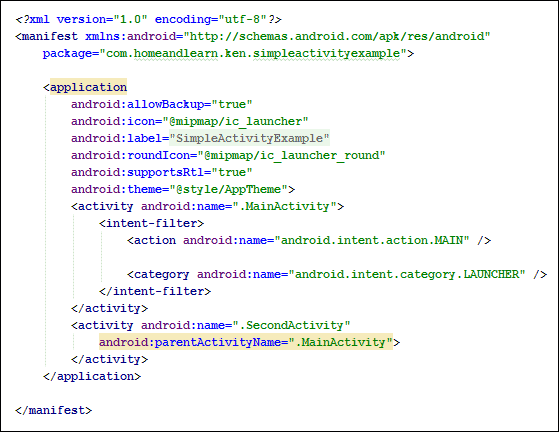 <?xml version="1.0" encoding="utf-8"?>
<manifest xmlns:android="http://schemas.android.com/apk/res/android"
    package="com.homeandlearn.ken.simpleactivityexample">

    <application
        android:allowBackup="true"
        android:icon="@mipmap/ic_launcher"
        android:label="SimpleActivityExample"
        android:roundIcon="@mipmap/ic_launcher_round"
        android:supportsRtl="true"
        android:theme="@style/AppTheme">
        <activity android:name=".MainActivity">
            <intent-filter>
                <action android:name="android.intent.action.MAIN" />

                <category android:name="android.intent.category.LAUNCHER" />
            </intent-filter>
        </activity>
        <activity android:name=".SecondActivity"
            android:parentActivityName=".MainActivity">
        </activity>
    </application>

</manifest>